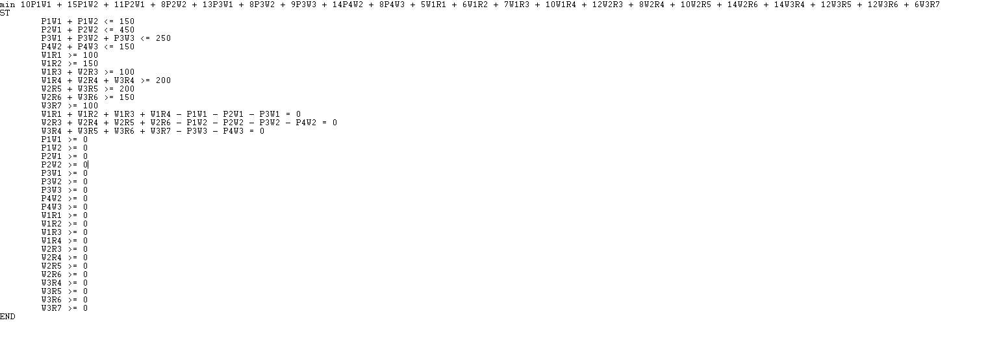 min 10P1W1 + 15P1W2 + 11P2W1 + 8P2W2 + 13P3W1 + 8P3W2 + 9P3W3 + 14P4W2 + 8P4W3 + 5W1R1 + 6W1R2 + 7W1R3 + 10W1R4 + 12W2R3 + 8W2R4 + 10W2R5 + 14W2R6 + 14W3R4 + 12W3R5 + 12W3R6 + 6W3R7
ST
P1W1 + P1W2 <= 150
P2W1 + P2W2 <= 450
P3W1 + P3W2 + P3W3 <= 250
P4W2 + P4W3 <= 150
W1R1 >= 100
W1R2 >= 150
W1R3 + W2R3 >= 100
W1R4 + W2R4 + W3R4 >= 200
W2R5 + W3R5 >= 200
W2R6 + W3R6 >= 150
W3R7 >= 100
W1R1 + W1R2 + W1R3 + W1R4 - P1W1 - P2W1 - P3W1 = 0
W2R3 + W2R4 + W2R5 + W2R6 - P1W2 - P2W2 - P3W2 - P4W2 = 0
W3R4 + W3R5 + W3R6 + W3R7 - P3W3 - P4W3 = 0
P1W1 >= 0
P1W2 >= 0
P2W1 >= 0
P2W2 >= 0
P3W1 >= 0
P3W2 >= 0
P3W3 >= 0
P4W2 >= 0
P4W3 >= 0
W1R1 >= 0
W1R2 >= 0
W1R3 >= 0
W1R4 >= 0
W2R3 >= 0
W2R4 >= 0
W2R5 >= 0
W2R6 >= 0
W3R4 >= 0
W3R5 >= 0
W3R6 >= 0
W3R7 >= 0
END